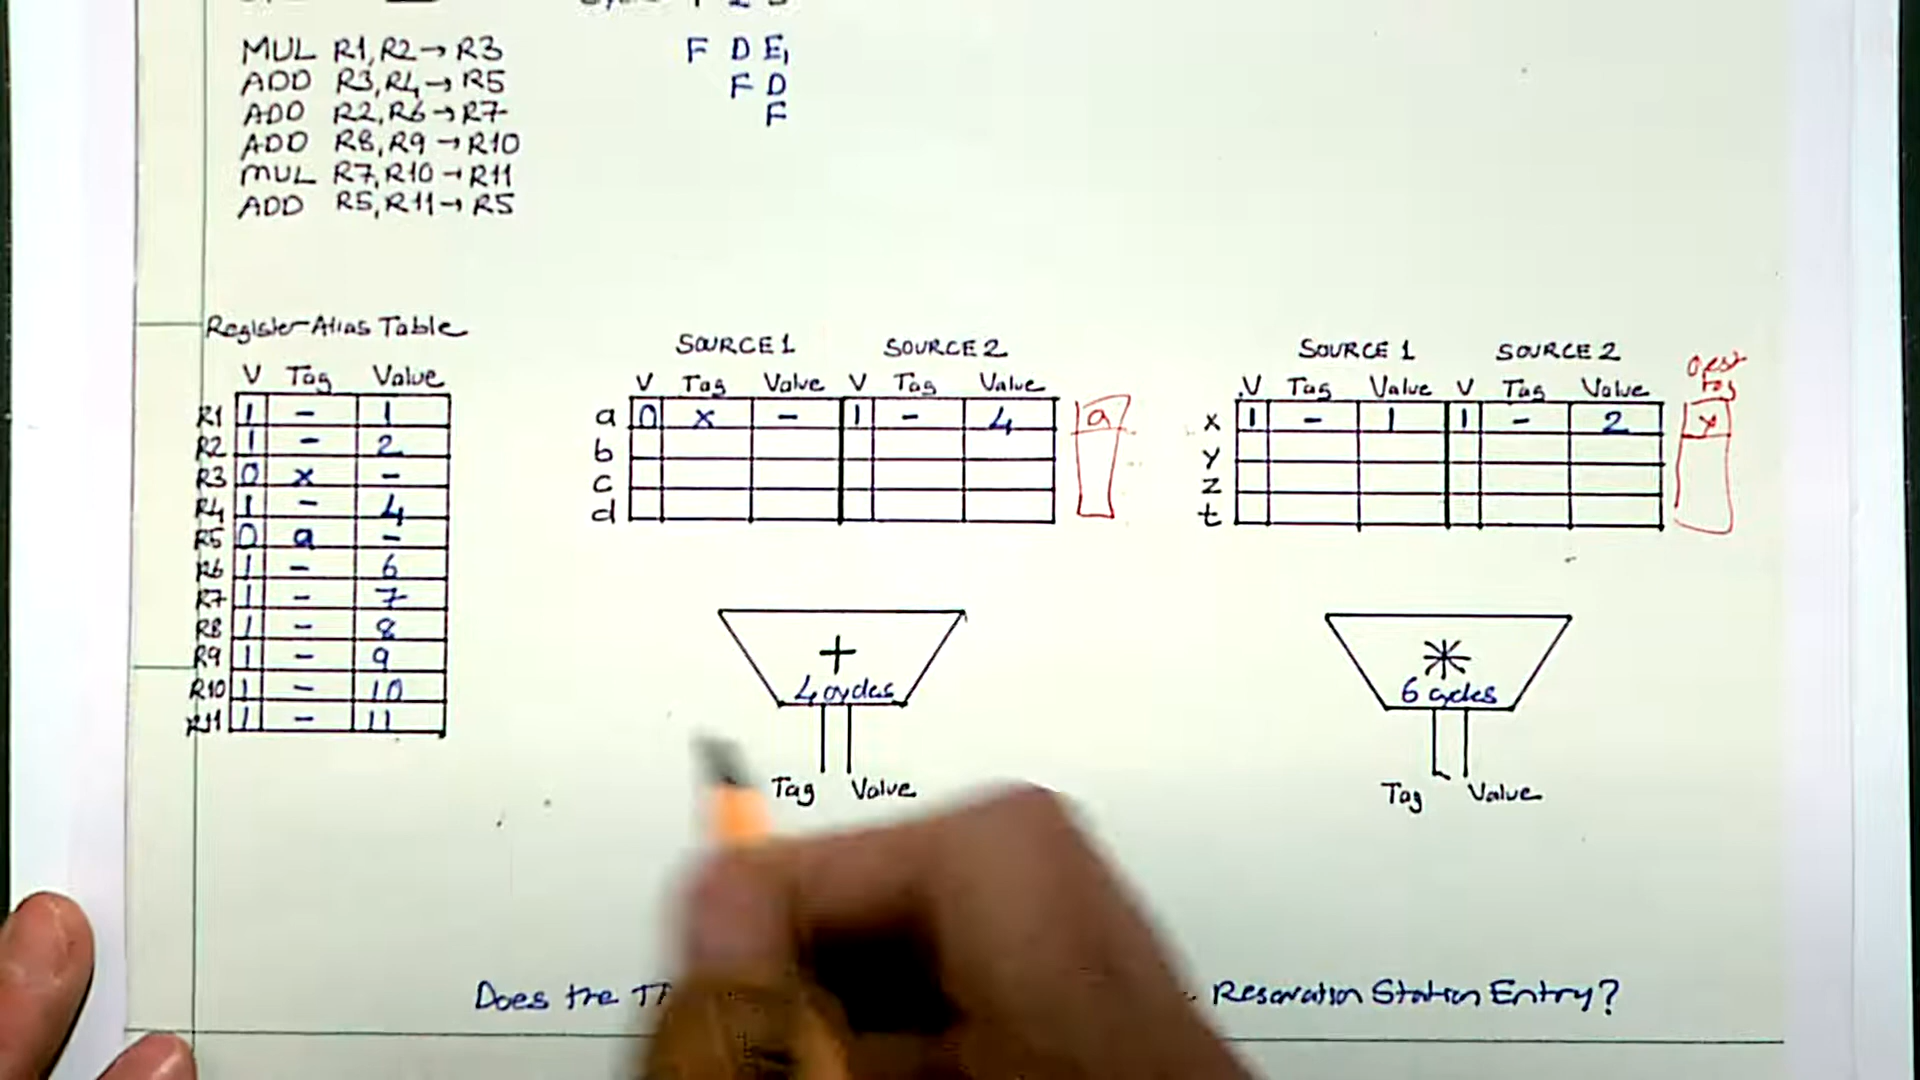 MUL R1, R2 → R3 F D E1
ADD R3, R4 → R5 F D
ADD R2, R6 → R7 F
ADD R8, R9 → R10
MUL R7, R10 → R11
ADD R5, R11 → R5
Register Alias Table
V Tag Value
R1 1 - 1
R2 1 - 2
R3 0 x -
R4 1 - 4
R5 0 a -
R6 1 - 6
R7 1 - 7
R8 1 - 8
R9 1 - 9
R10 1 - 10
R11 1 - 11
SOURCE 1 SOURCE 2
V Tag Value V Tag Value
a 0 x - 1 - 4 a
b
c
d
+
4 cycles
Tag Value
SOURCE 1 SOURCE 2 Dest Tag
V Tag Value V Tag Value
x 1 - 1 1 - 2 x
y
z
t
*
6 cycles
Tag Value
Does the Reservation Station Entry?